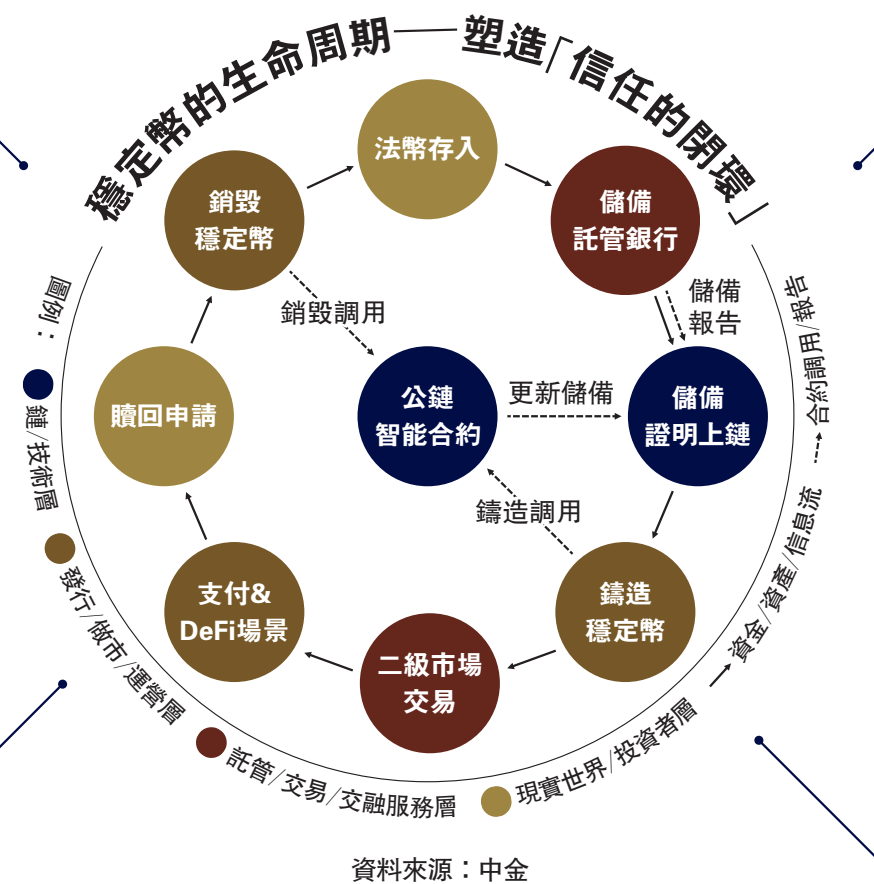 穩定幣的生命周期——塑造「信任的閉環」
法幣存入
儲備
託管銀行
儲備
報告
儲備
證明上鏈
鑄造
穩定幣
二級市場
交易
支付&
DeFi場景
贖回申請
銷毀
穩定幣
銷毀調用
公鏈
智能合約
更新儲備
鑄造調用
圖例：
鏈/技術層
發行/做市/運營層
託管/交易/交融服務層
現實世界/投資者層
資金/資產/信息流
合約調用/報告
資料來源：中金